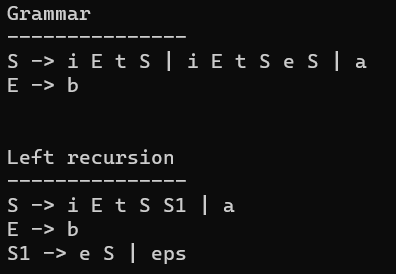 Grammar
---------------
S -> i E t S | i E t S e S | a
E -> b
Left recursion
---------------
S -> i E t S S1 | a
E -> b
S1 -> e S | eps